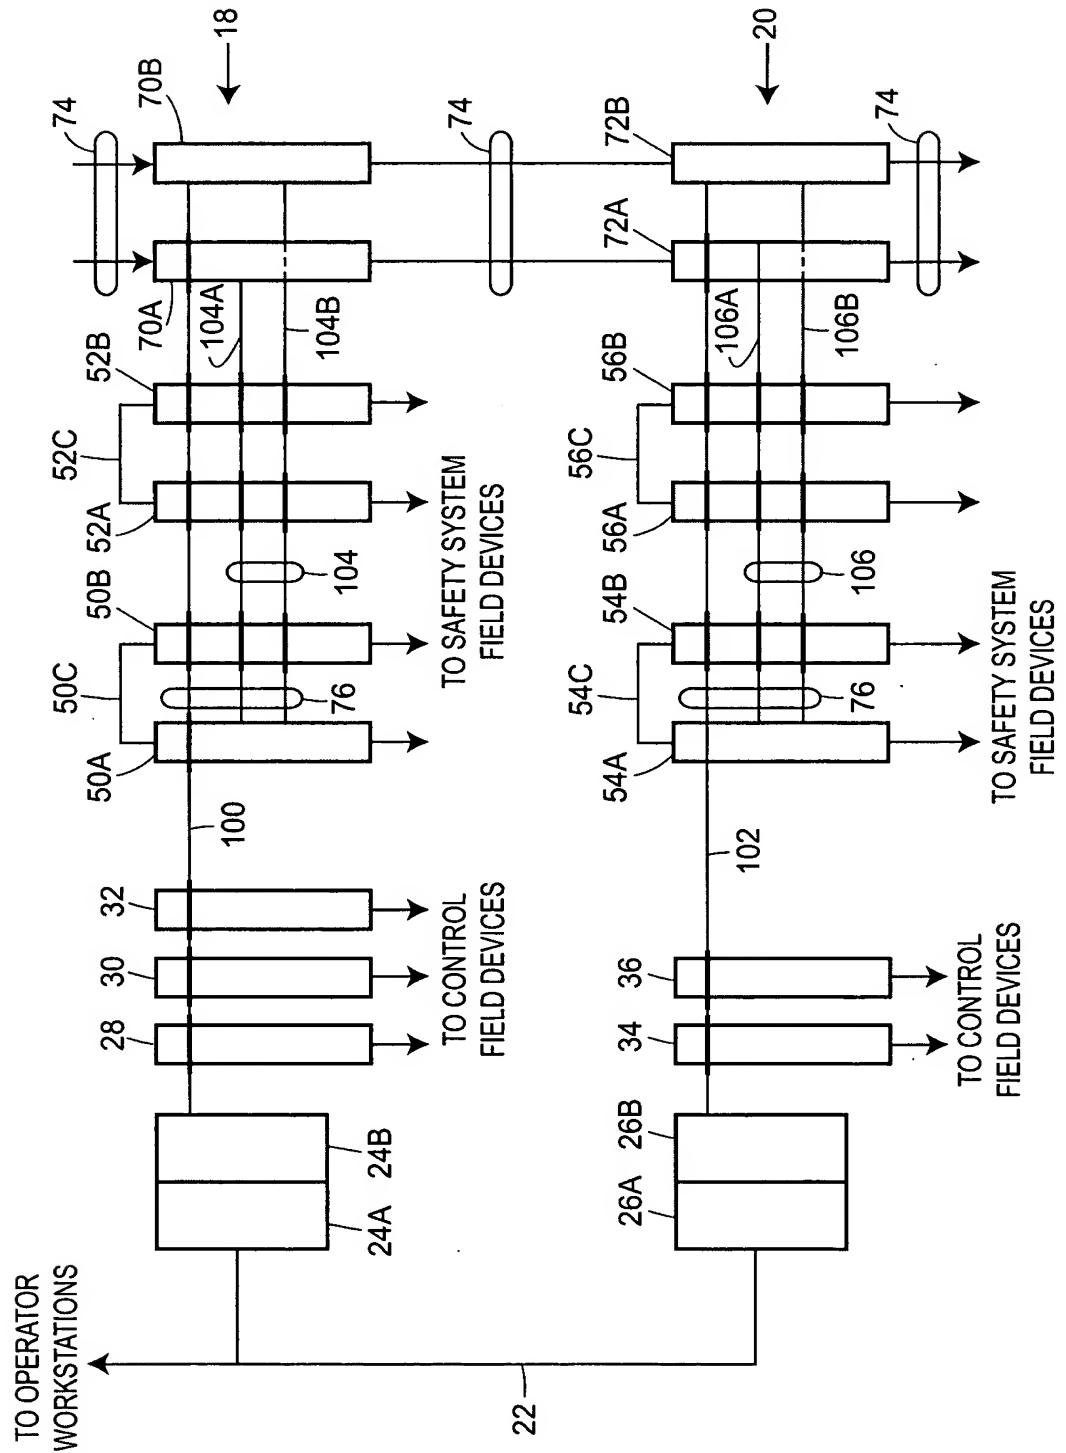 18
74
70B
70A
104A
104B
52B
52C
52A
104
50B
50C
76
50A
TO SAFETY SYSTEM
FIELD DEVICES
100
32
30
28
TO CONTROL
FIELD DEVICES
24B
24A
TO OPERATOR
WORKSTATIONS
22
74
20
74
72B
72A
106A
106B
56B
56C
56A
106
54B
54C
76
54A
TO SAFETY SYSTEM
FIELD DEVICES
102
36
34
TO CONTROL
FIELD DEVICES
26B
26A